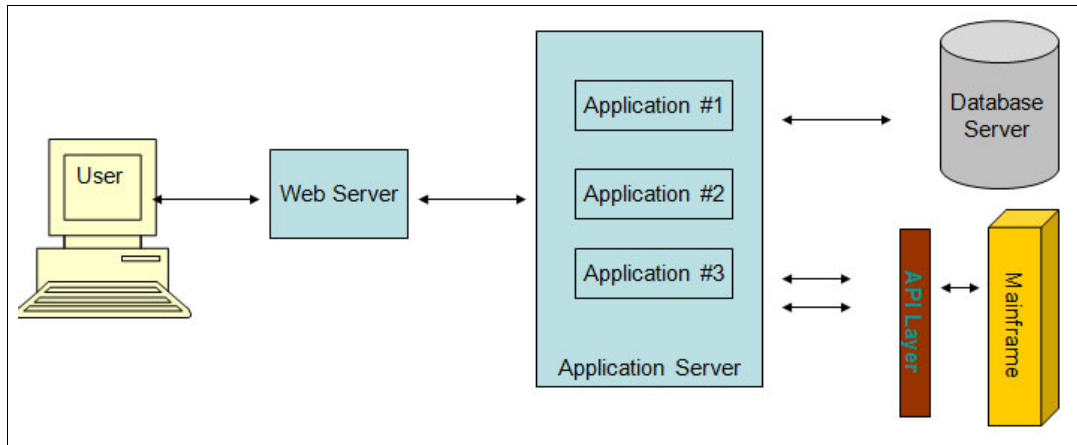 User
Web Server
Application #1
Application #2
Application #3
Application Server
Database
Server
API Layer
Mainframe